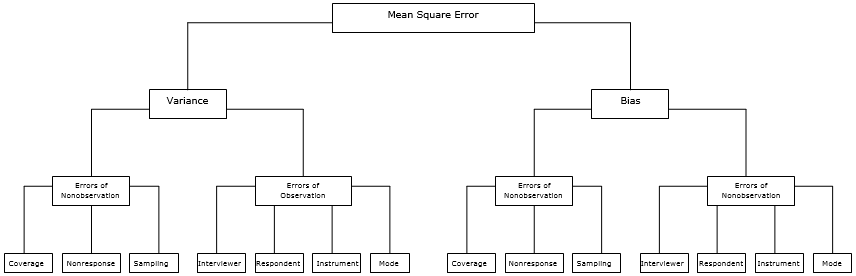 Mean Square Error
Variance
Bias
Errors of
Nonobservation
Errors of
Observation
Errors of
Nonobservation
Errors of
Nonobservation
Coverage
Nonresponse
Sampling
Interviewer
Respondent
Instrument
Mode
Coverage
Nonresponse
Sampling
Interviewer
Respondent
Instrument
Mode